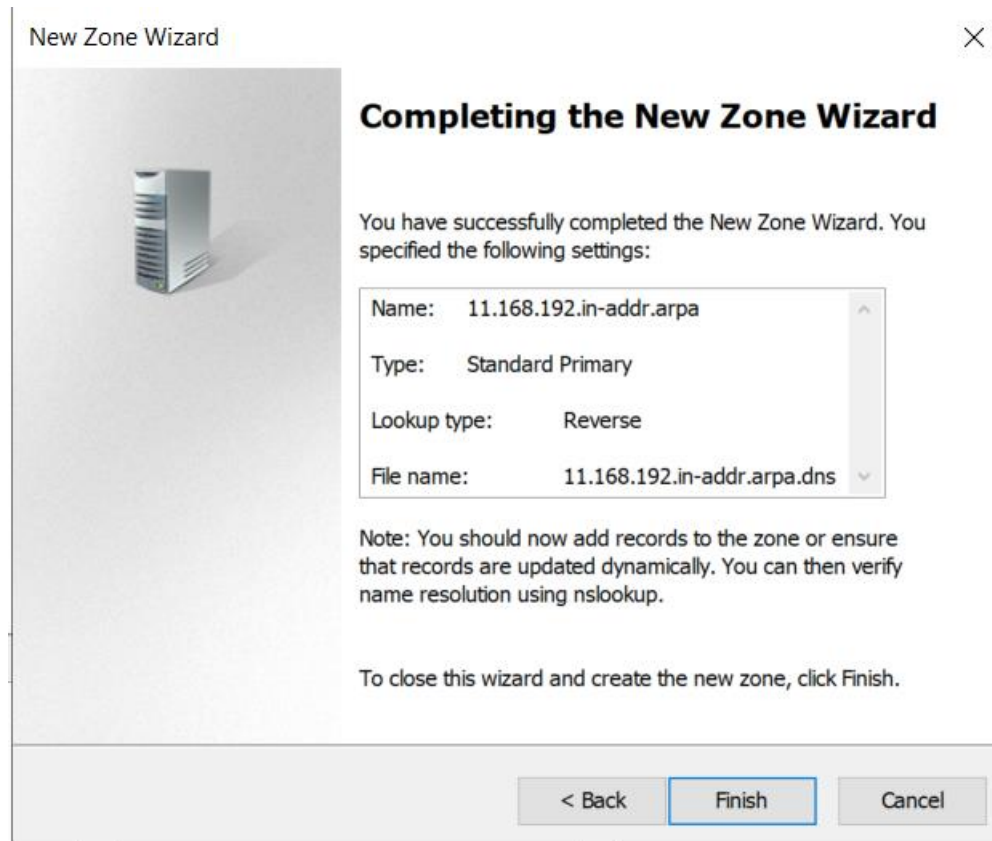 New Zone Wizard
Completing the New Zone Wizard
You have successfully completed the New Zone Wizard. You
specified the following settings:
Name: 11.168.192.in-addr.arpa
Type: Standard Primary
Lookup type: Reverse
File name: 11.168.192.in-addr.arpa.dns
Note: You should now add records to the zone or ensure
that records are updated dynamically. You can then verify
name resolution using nslookup.
To close this wizard and create the new zone, click Finish.
< Back Finish Cancel